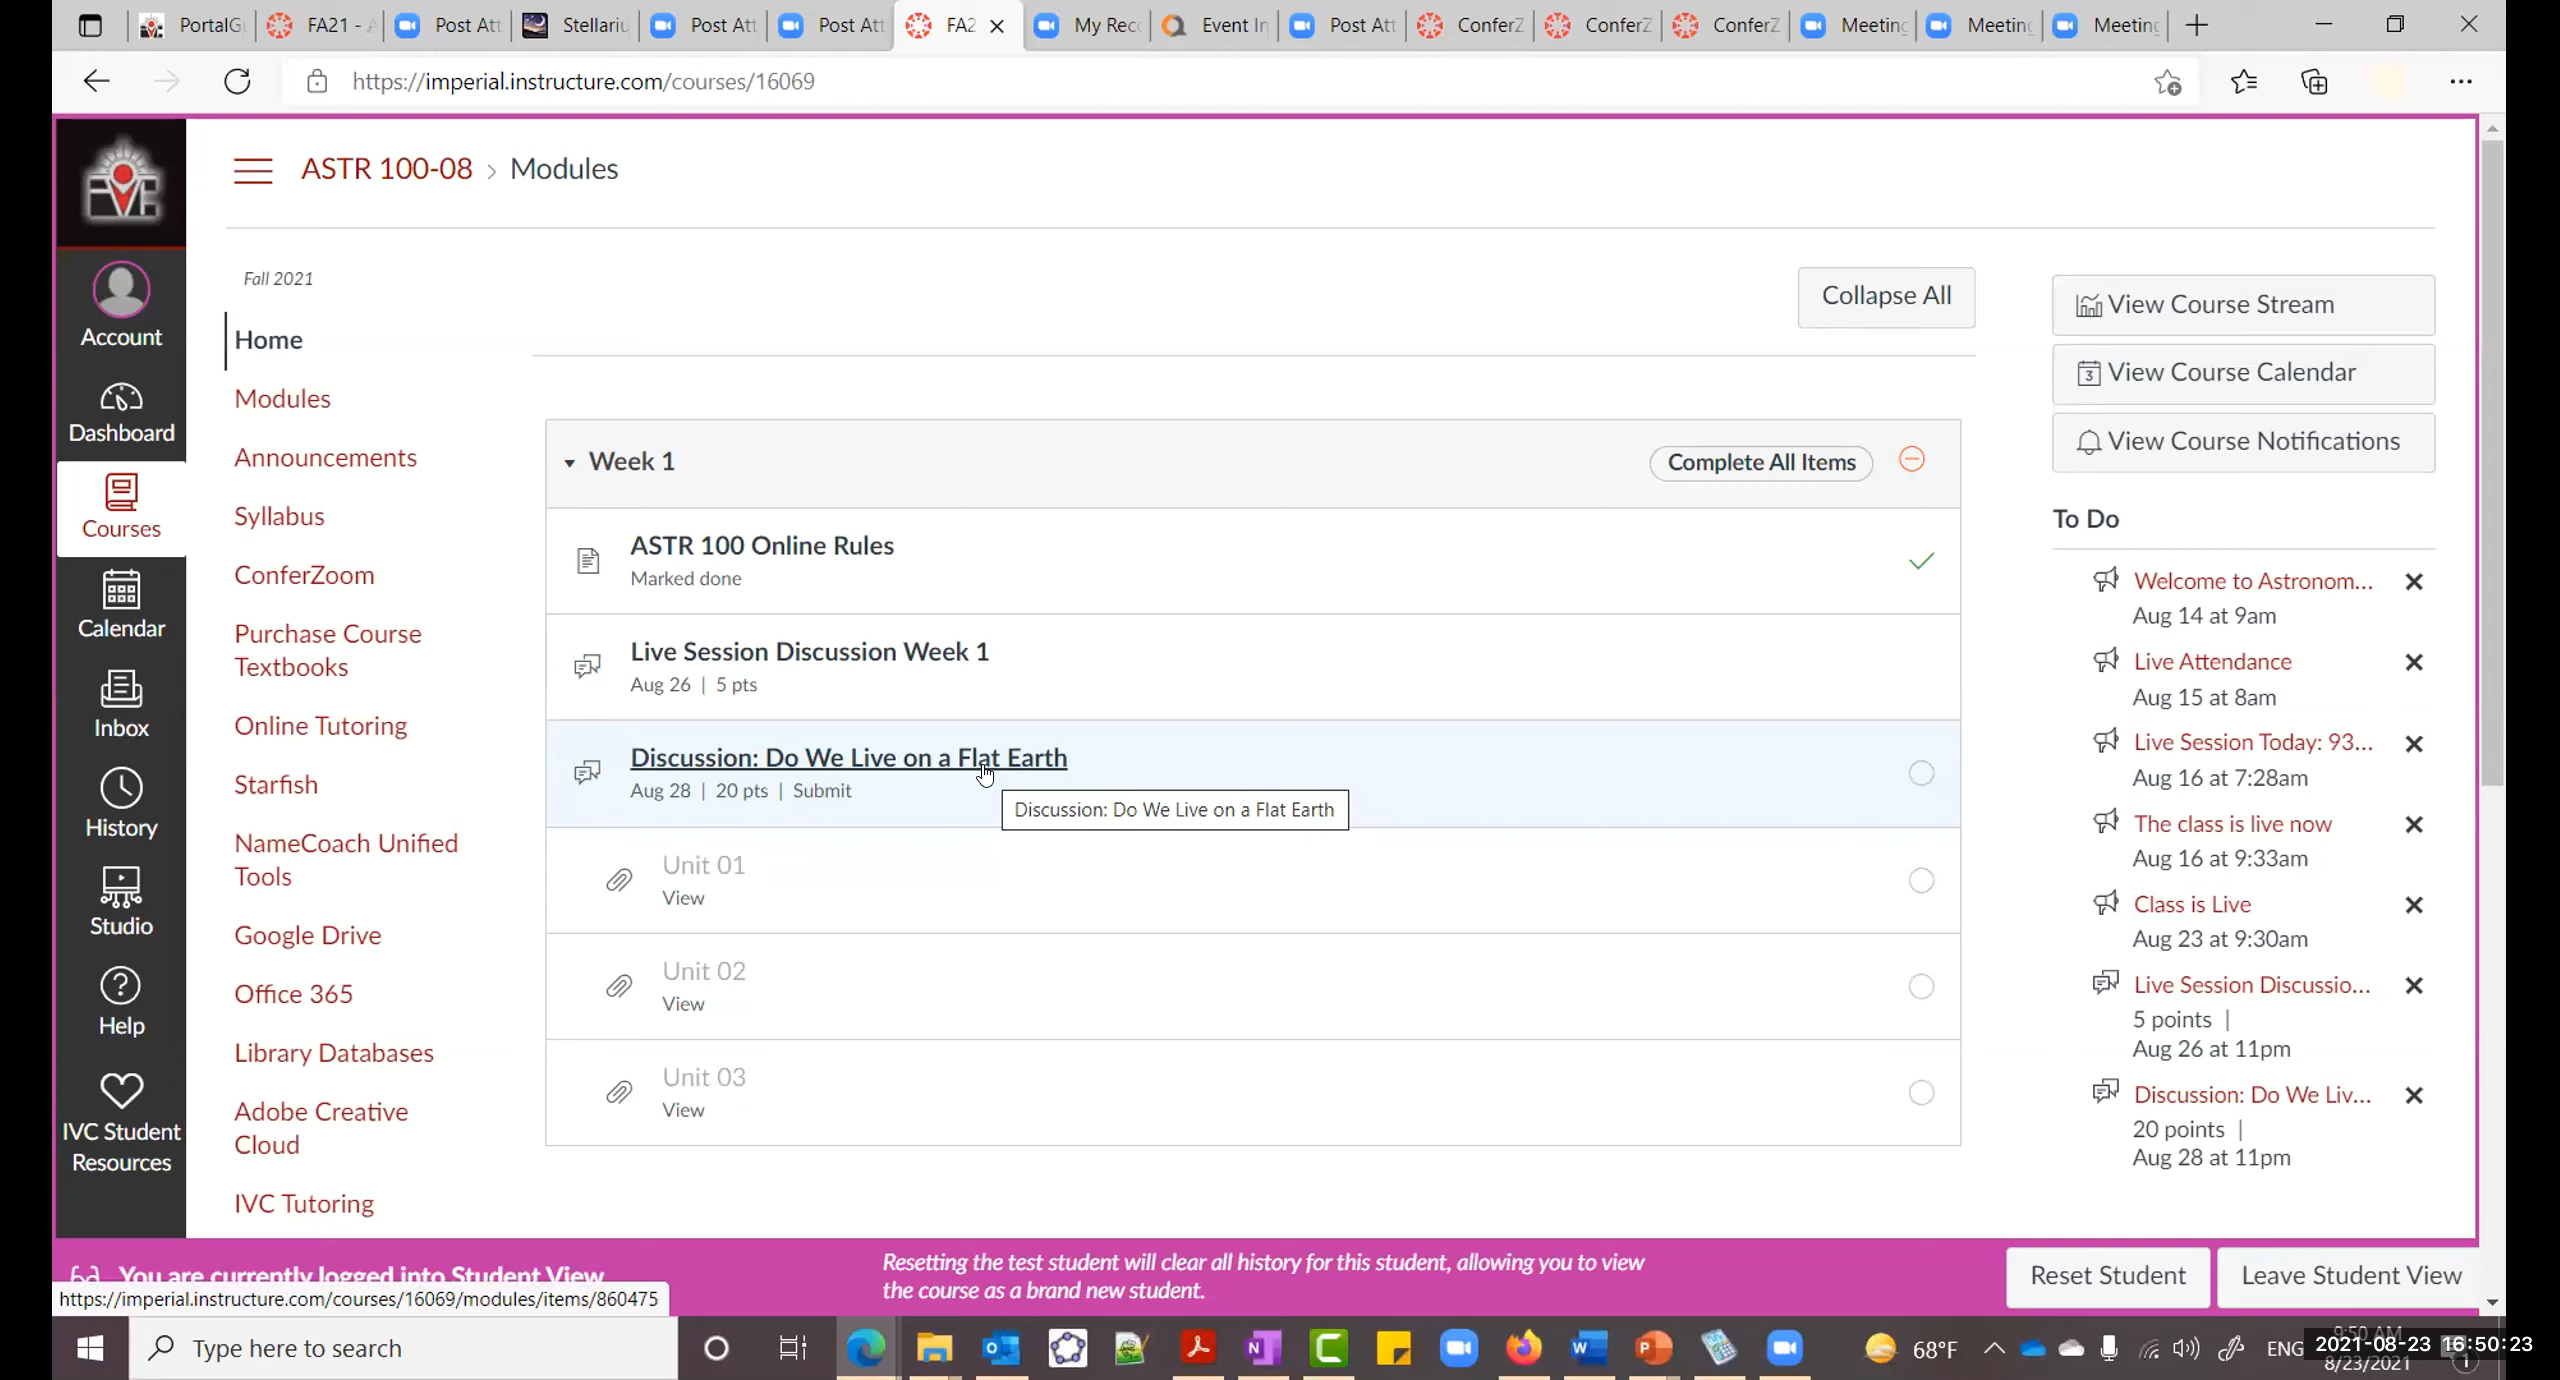 PortalG
FA21 - A
Post Att
Stellariu
Post Att
Post Att
FA2
My Rec
Event In
Post Att
ConferZ
ConferZ
ConferZ
Meeting
Meeting
Meeting
https://imperial.instructure.com/courses/16069
ASTR 100-08 > Modules
Account
Dashboard
Courses
Calendar
Inbox
History
Studio
Help
IVC Student
Resources
Fall 2021
Home
Modules
Announcements
Syllabus
ConferZoom
Purchase Course
Textbooks
Online Tutoring
Starfish
NameCoach Unified
Tools
Google Drive
Office 365
Library Databases
Adobe Creative
Cloud
IVC Tutoring
Collapse All
Week 1
Complete All Items
ASTR 100 Online Rules
Marked done
Live Session Discussion Week 1
Aug 26 | 5 pts
Discussion: Do We Live on a Flat Earth
Aug 28 | 20 pts | Submit
Discussion: Do We Live on a Flat Earth
Unit 01
View
Unit 02
View
Unit 03
View
View Course Stream
View Course Calendar
View Course Notifications
To Do
Welcome to Astronom...
Aug 14 at 9am
Live Attendance
Aug 15 at 8am
Live Session Today: 93...
Aug 16 at 7:28am
The class is live now
Aug 16 at 9:33am
Class is Live
Aug 23 at 9:30am
Live Session Discussio...
5 points |
Aug 26 at 11pm
Discussion: Do We Liv...
20 points |
Aug 28 at 11pm
You are currently logged into Student View
https://imperial.instructure.com/courses/16069/modules/items/860475
Resetting the test student will clear all history for this student, allowing you to view
the course as a brand new student.
Reset Student
Leave Student View
Type here to search
68°F
ENG
9:50 AM
2021-08-23 16:50:23
8/23/2021